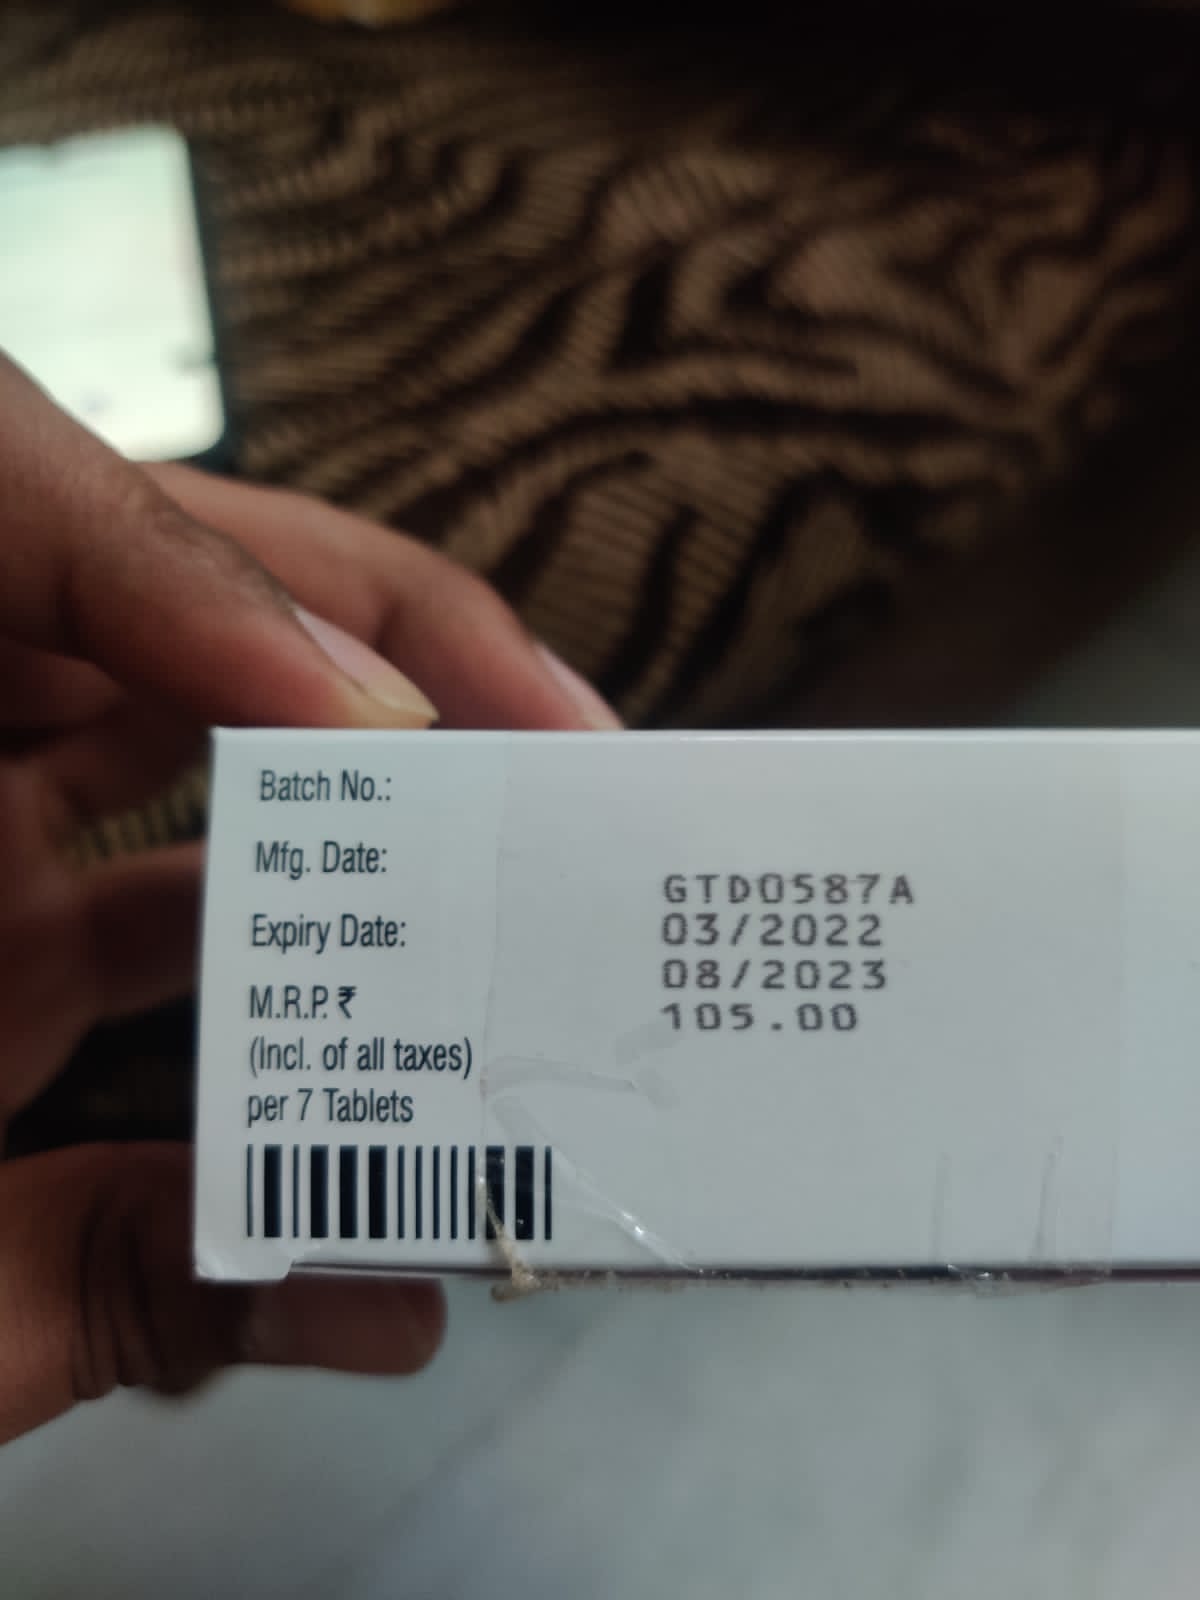 Batch No.:
Mfg. Date:
Expiry Date:
M.R.P. ₹
(Incl. of all taxes)
per 7 Tablets
GTD0587A
03/2022
08/2023
105.00